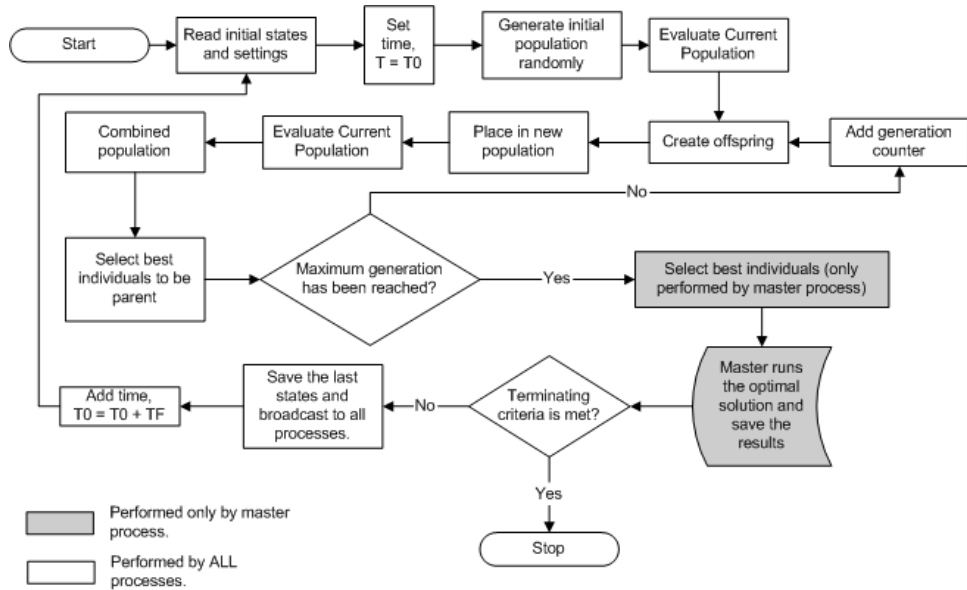 Start
Read initial states
and settings
Set
time,
T = T0
Generate initial
population
randomly
Evaluate Current
Population
Combined
population
Evaluate Current
Population
Place in new
population
Create offspring
Add generation
counter
No
Select best
individuals to be
parent
Maximum generation
has been reached?
Yes
Select best individuals (only
performed by master process)
Add time,
T0 = T0 + TF
Save the last
states and
broadcast to all
processes.
No
Terminating
criteria is met?
Master runs
the optimal
solution and
save the
results
Yes
Stop
Performed only by master
process.
Performed by ALL
processes.